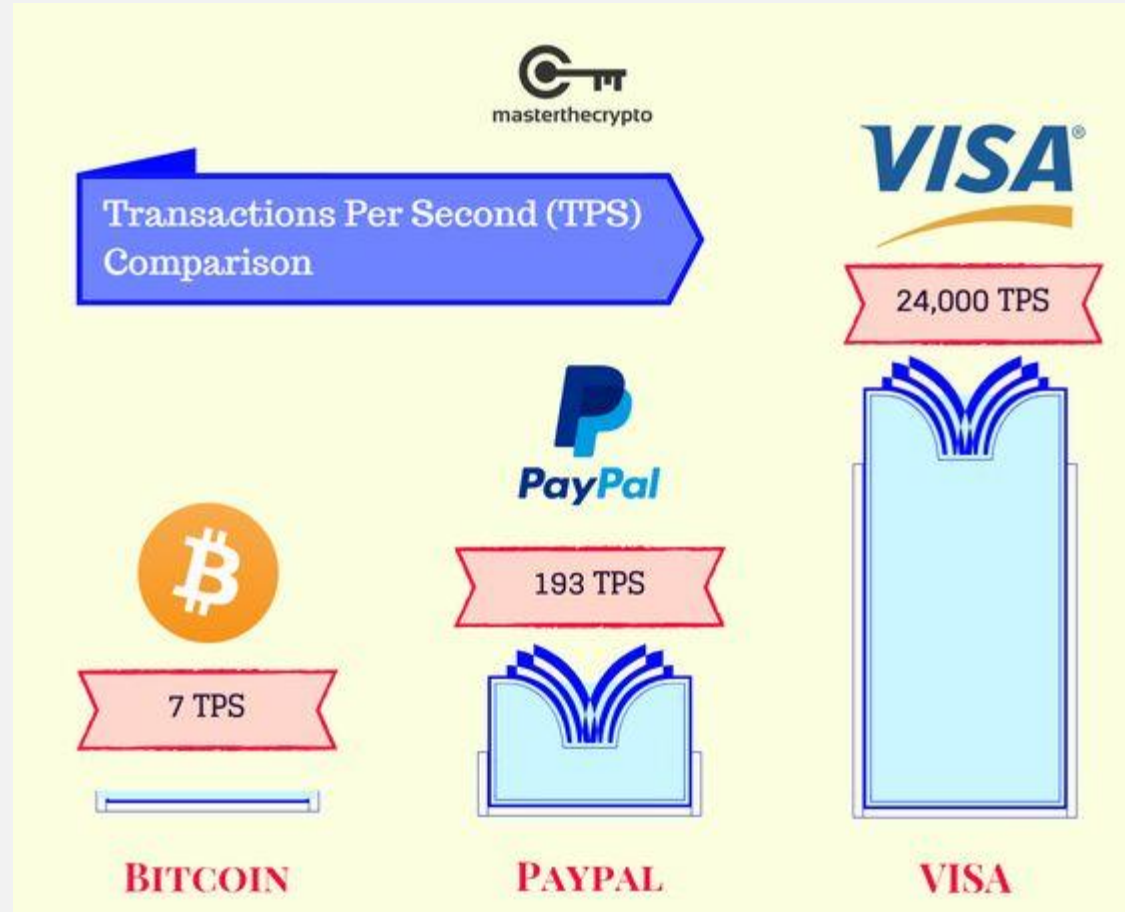 masterthecrypto
Transactions Per Second (TPS)
Comparison
VISA®
24,000 TPS
PayPal
193 TPS
7 TPS
BITCOIN
PAYPAL
VISA